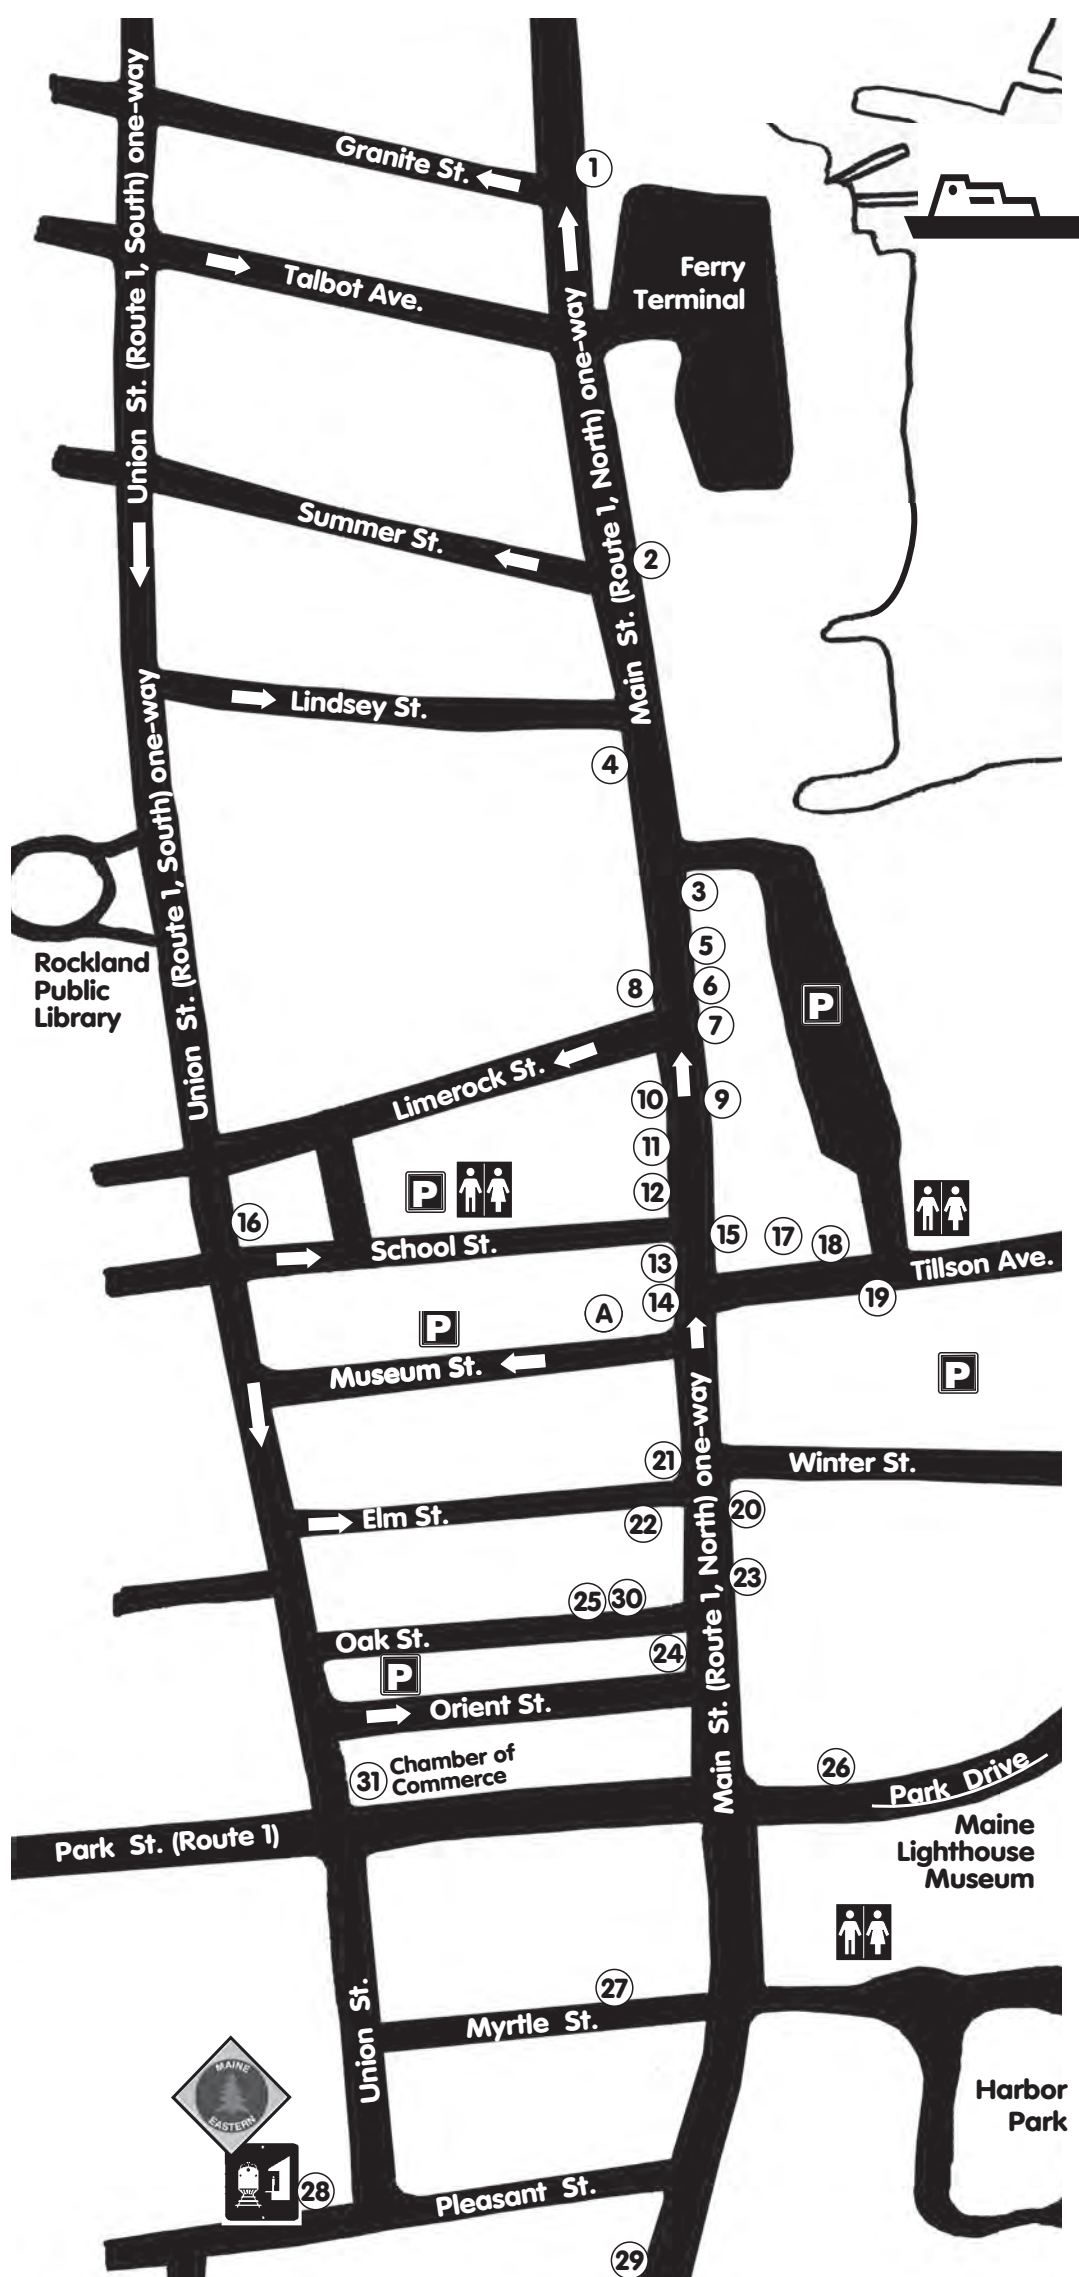 Union St. (Route 1, South) one-way
Granite St.
1
Talbot Ave.
Ferry
Terminal
Main St. (Route 1, North) one-way
Summer St.
2
Union St. (Route 1, South) one-way
Lindsey St.
4
3
5
Rockland
Public
Library
8
6
P
7
Limerock St.
10
9
11
P
12
16
15
17
18
School St.
13
Tillson Ave.
19
14
A
P
Museum St.
P
21
Winter St.
Elm St.
20
22
Main St. (Route 1, North) one-way
23
25
30
Oak St.
24
P
Orient St.
31
Chamber of
Commerce
26
Park Drive
Park St. (Route 1)
Maine
Lighthouse
Museum
27
Myrtle St.
Union St.
MAINE
EASTERN
Harbor
Park
28
Pleasant St.
29